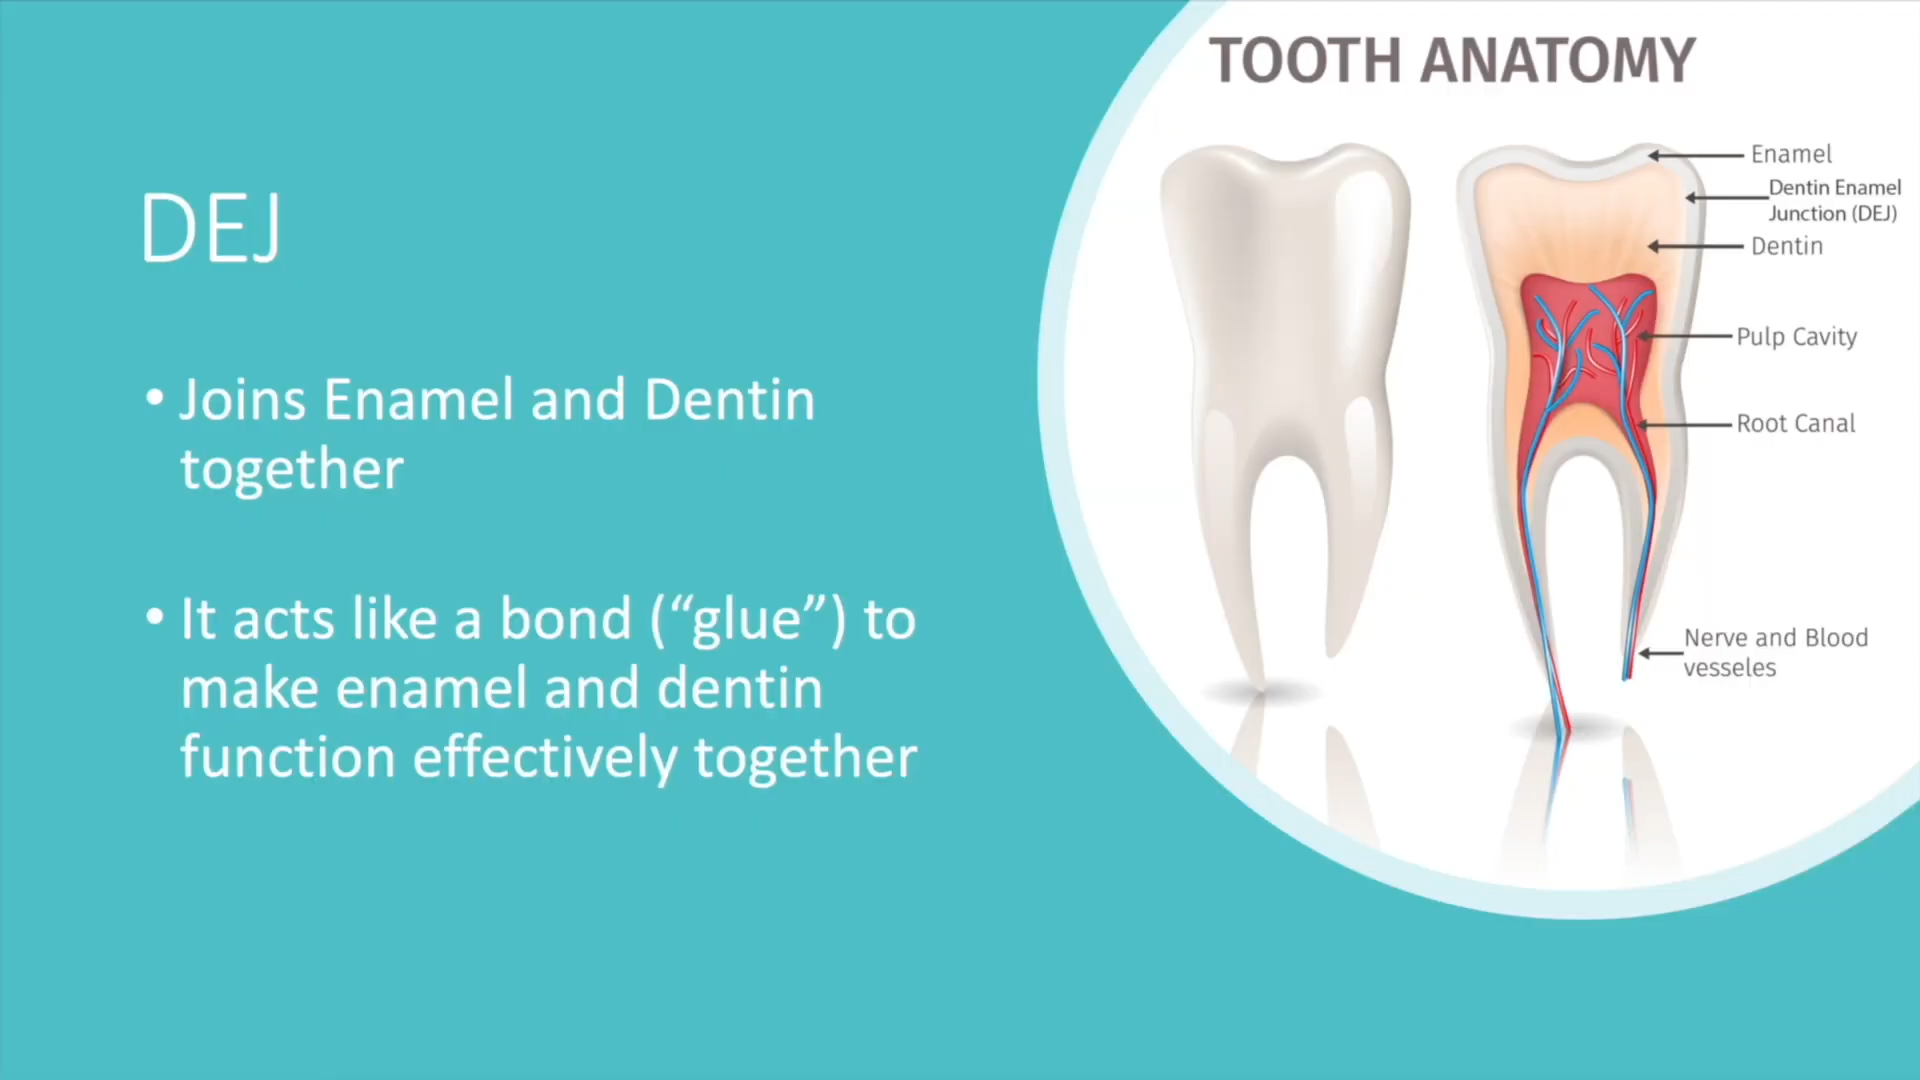 TOOTH ANATOMY
DEJ
• Joins Enamel and Dentin
together
• It acts like a bond (“glue”) to
make enamel and dentin
function effectively together
Enamel
Dentin Enamel
Junction (DEJ)
Dentin
Pulp Cavity
Root Canal
Nerve and Blood
vesseles